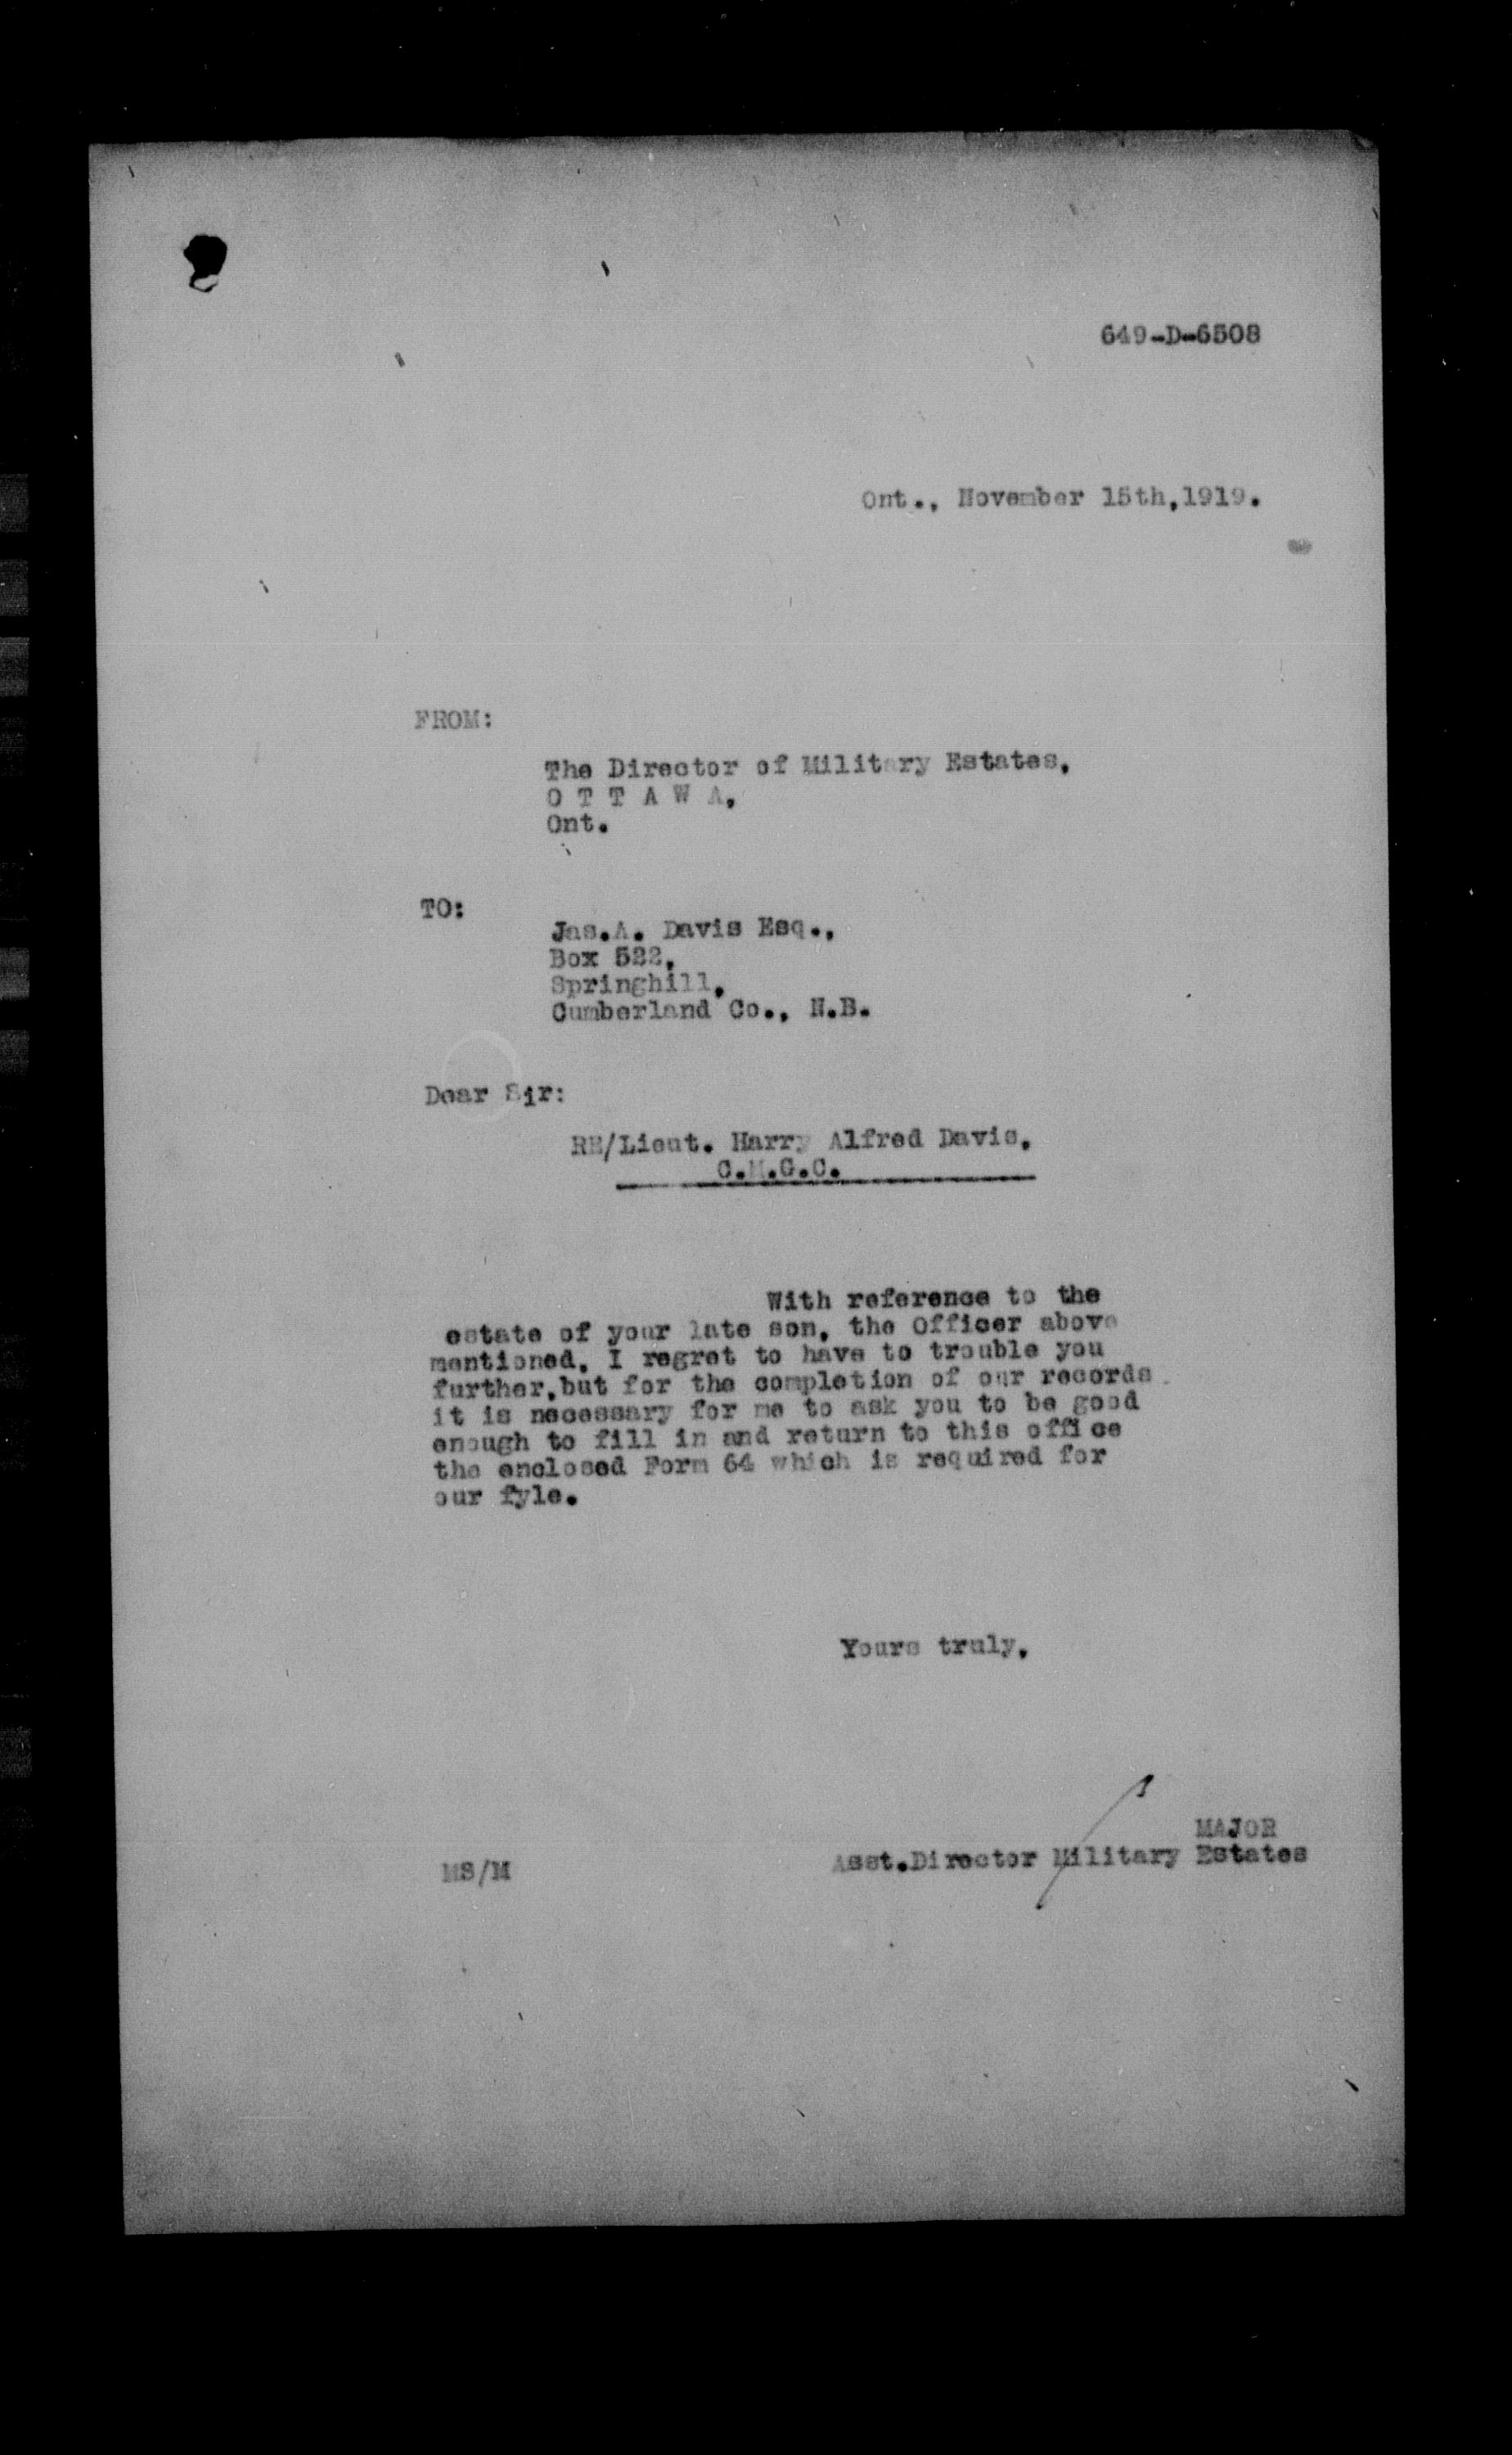 649-D-6508
Ont., November 15th,1919.
FROM:
The Director of Military Estates,
O T T A W A,
Ont.
TO:
Jas.A. Davis Esq.,
Box 522,
Springhill,
Cumberland Co., N.B.
Dear Sir:
RE/Lieut. Harry Alfred Davis,
C.M.G.C.
With reference to the
estate of your late son, the Officer above
mentioned, I regret to have to trouble you
further,but for the completion of our records
it is necessary for me to ask you to be good
enough to fill in and return to this office
the enclosed Form 64 which is required for
our fyle.
Yours truly,
MAJOR
Asst.Director Military Estates
MS/M